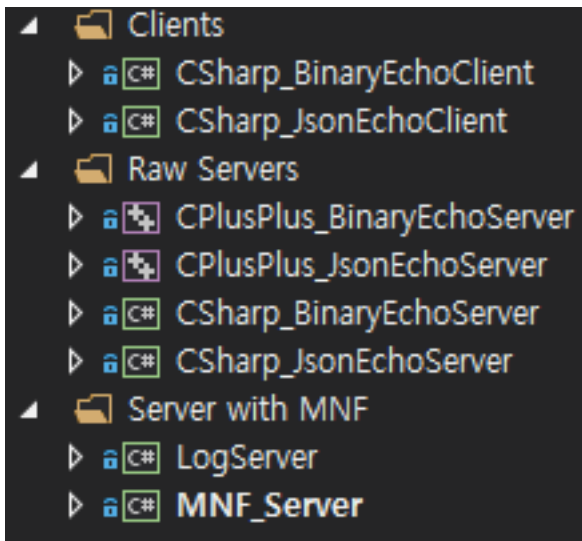 Clients
C# CSharp_BinaryEchoClient
C# CSharp_JsonEchoClient
Raw Servers
++ CPlusPlus_BinaryEchoServer
++ CPlusPlus_JsonEchoServer
C# CSharp_BinaryEchoServer
C# CSharp_JsonEchoServer
Server with MNF
C# LogServer
C# MNF_Server